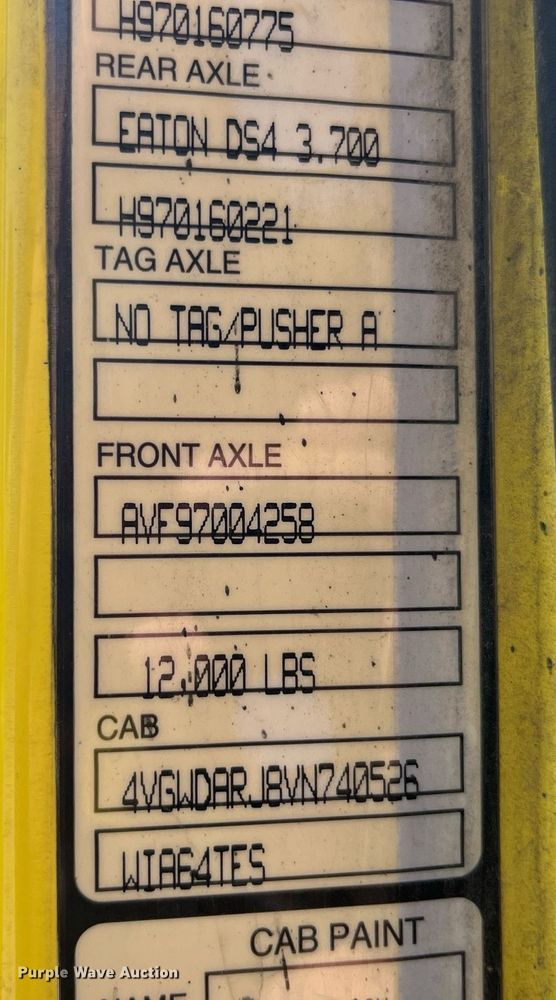 H970160775
REAR AXLE
EATON DS4 3.700
H970160221
TAG AXLE
NO TAG/PUSHER A
FRONT AXLE
AVF97004258
12,000 LBS
CAB
4VGWDARJ8VN740526
WIA64TES
CAB PAINT
NAME
Purple Wave Auction